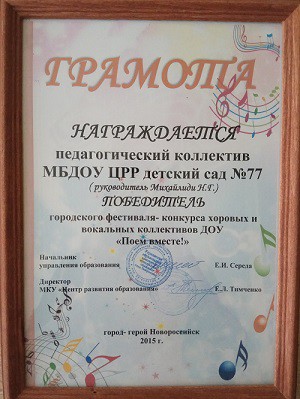 ГРАМОТА
НАГРАЖДАЕТСЯ
педагогический коллектив
МБДОУ ЦРР детский сад №77
( руководитель Михайлиди Н.Г.)
ПОБЕДИТЕЛЬ
городского фестиваля- конкурса хоровых и
вокальных коллективов ДОУ
«Поем вместе!»
Начальник
управления образования Е.И. Середа
Директор
МКУ «Центр развития образования» Е.Л. Тимченко
город- герой Новороссийск
2015 г.